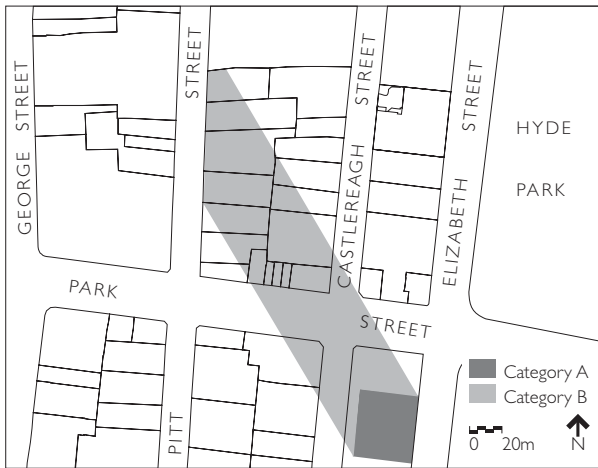 GEORGE STREET
STREET
PITT
CASTLEREAGH STREET
ELIZABETH STREET
HYDE
PARK
PARK STREET
Category A
Category B
0 20m
N